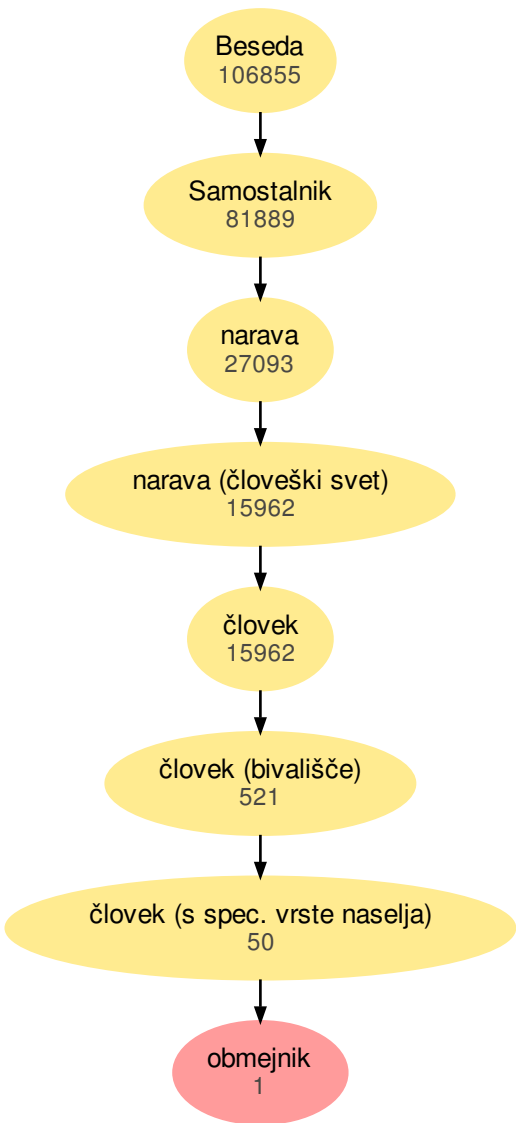 Beseda
106855
Samostalnik
81889
narava
27093
narava (človeški svet)
15962
človek
15962
človek (bivališče)
521
človek (s spec. vrste naselja)
50
obmejnik
1